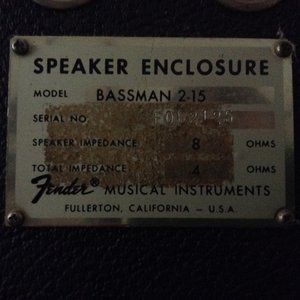 SPEAKER ENCLOSURE
MODEL BASSMAN 2-15
SERIAL NO.
SPEAKER IMPEDANCE 8 OHMS
TOTAL IMPEDANCE 4 OHMS
Fender® MUSICAL INSTRUMENTS
FULLERTON, CALIFORNIA – U.S.A.